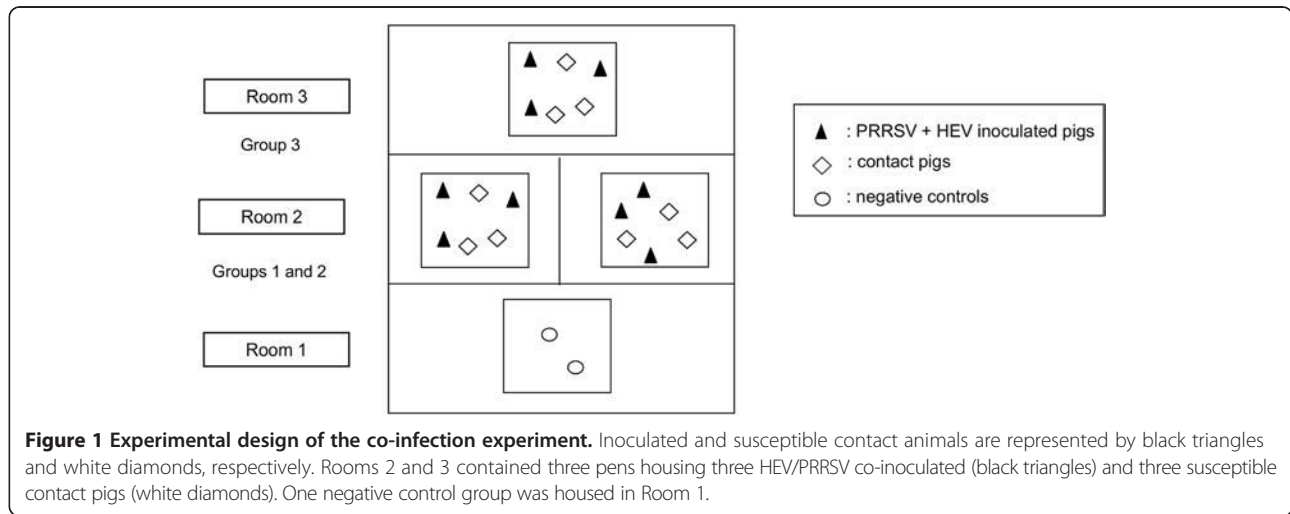 Room 3
Group 3
Room 2
Groups 1 and 2
Room 1
: PRRSV + HEV inoculated pigs
: contact pigs
: negative controls
Figure 1 Experimental design of the co-infection experiment. Inoculated and susceptible contact animals are represented by black triangles
and white diamonds, respectively. Rooms 2 and 3 contained three pens housing three HEV/PRRSV co-inoculated (black triangles) and three susceptible
contact pigs (white diamonds). One negative control group was housed in Room 1.